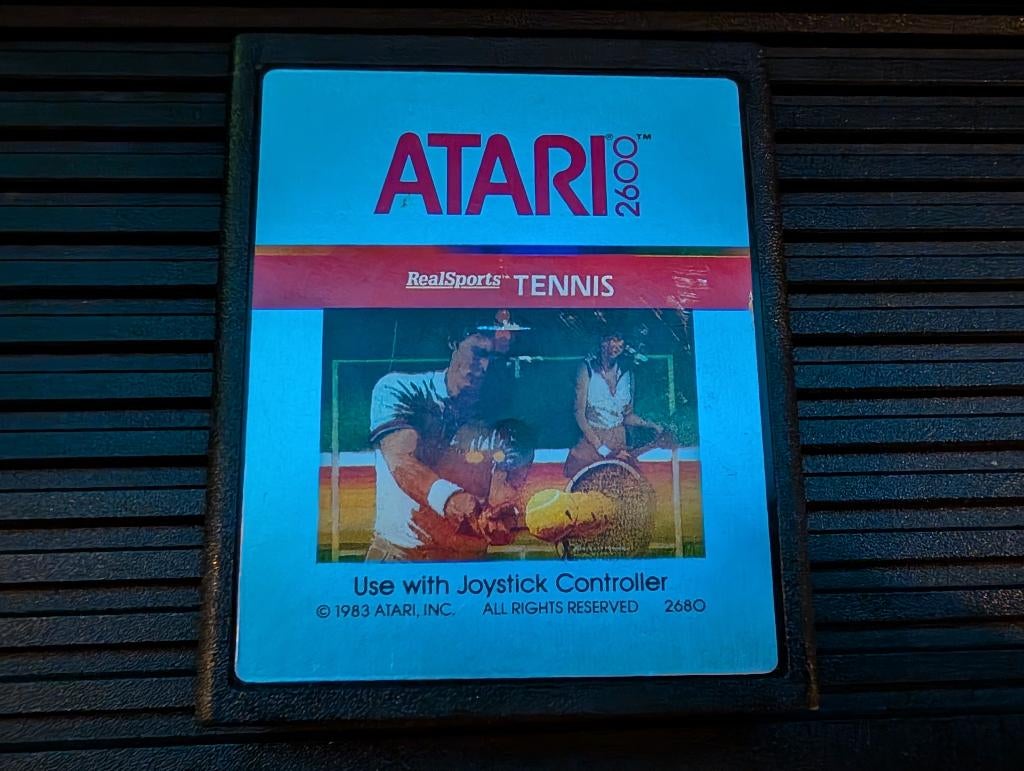 ATARI® 2600™
RealSports™ TENNIS
Use with Joystick Controller
© 1983 ATARI, INC. ALL RIGHTS RESERVED 2680